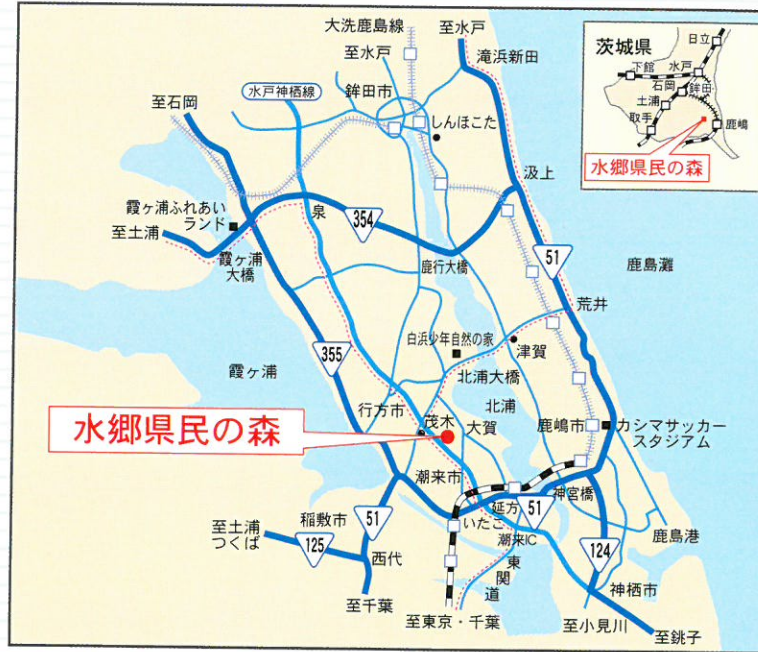 大洗鹿島線
至水戸
至水戸
滝浜新田
水戸神栖線
鉾田市
至石岡
しんほこた
汲上
霞ヶ浦ふれあい
ランド
泉
354
至土浦
霞ヶ浦
大橋
鹿行大橋
51
鹿島灘
荒井
白浜少年自然の家
津賀
355
霞ヶ浦
北浦大橋
行方市
北浦
茂木
大賀
鹿嶋市
カシマサッカー
スタジアム
水郷県民の森
潮来市
神宮橋
延方
51
いたこ
稲敷市
51
至土浦
つくば
125
西代
潮来IC
東
関
道
124
鹿島港
神栖市
至千葉
至東京・千葉
至小見川
至銚子
茨城県
日立
下館
水戸
石岡
鉾田
土浦
取手
鹿嶋
水郷県民の森